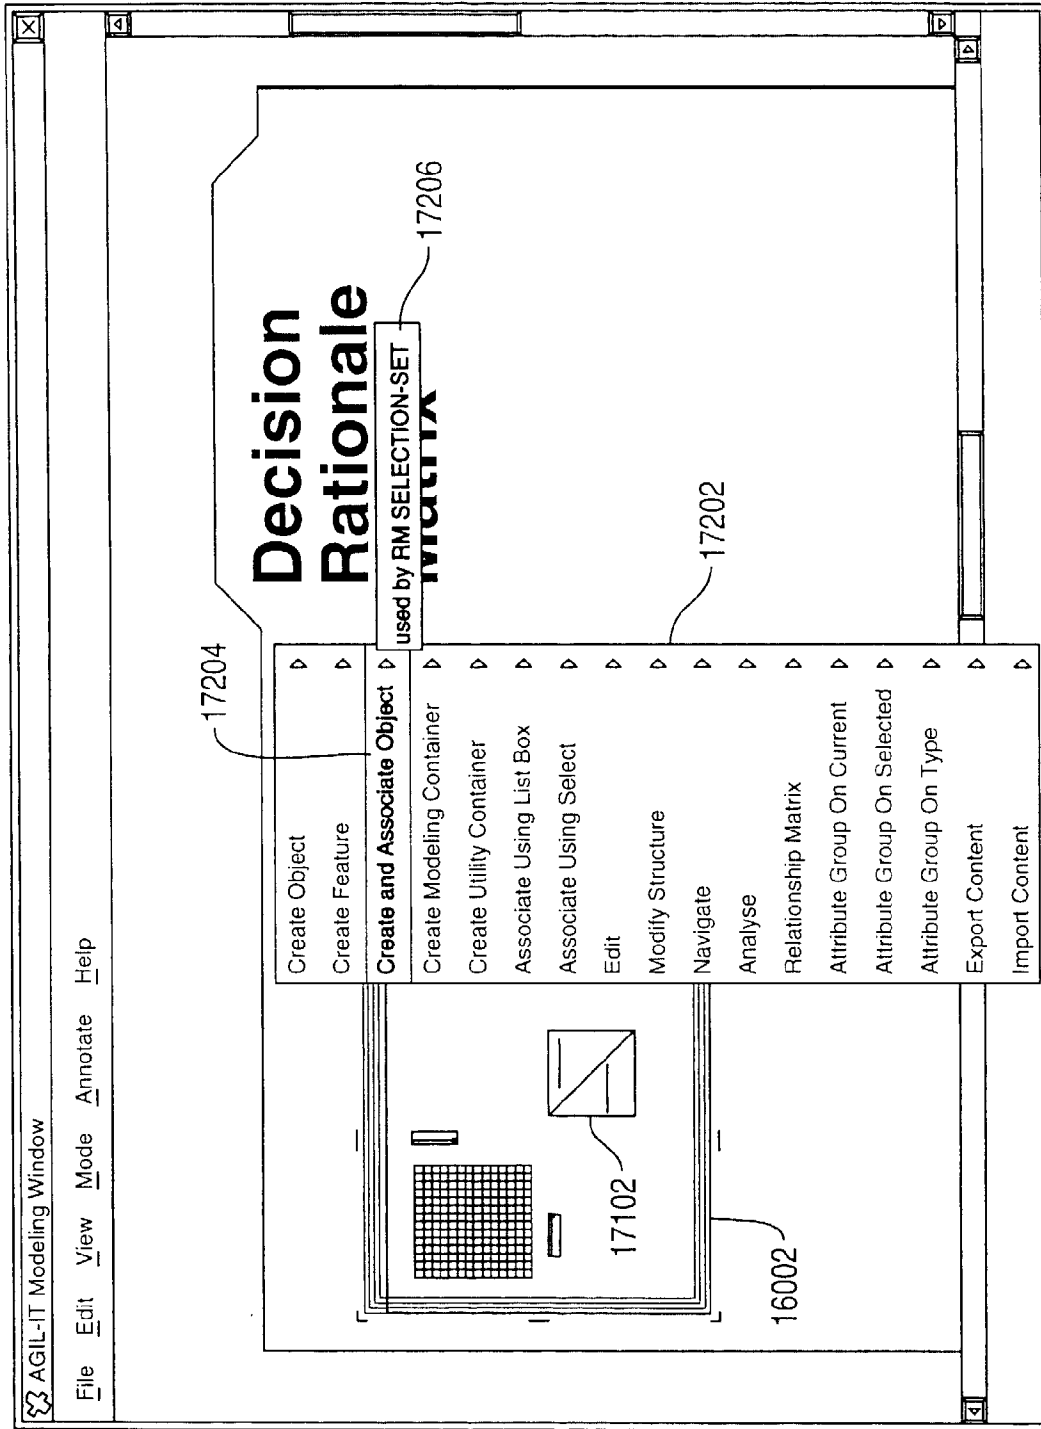 AGIL-IT Modeling Window
File Edit View Mode Annotate Help
Decision
Rationale
Matrix
17204
17206
Create Object
Create Feature
Create and Associate Object
used by RM SELECTION-SET
Create Modeling Container
Create Utility Container
Associate Using List Box
Associate Using Select
Edit
Modify Structure
Navigate
Analyse
Relationship Matrix
Attribute Group On Current
Attribute Group On Selected
Attribute Group On Type
Export Content
Import Content
17202
17102
16002